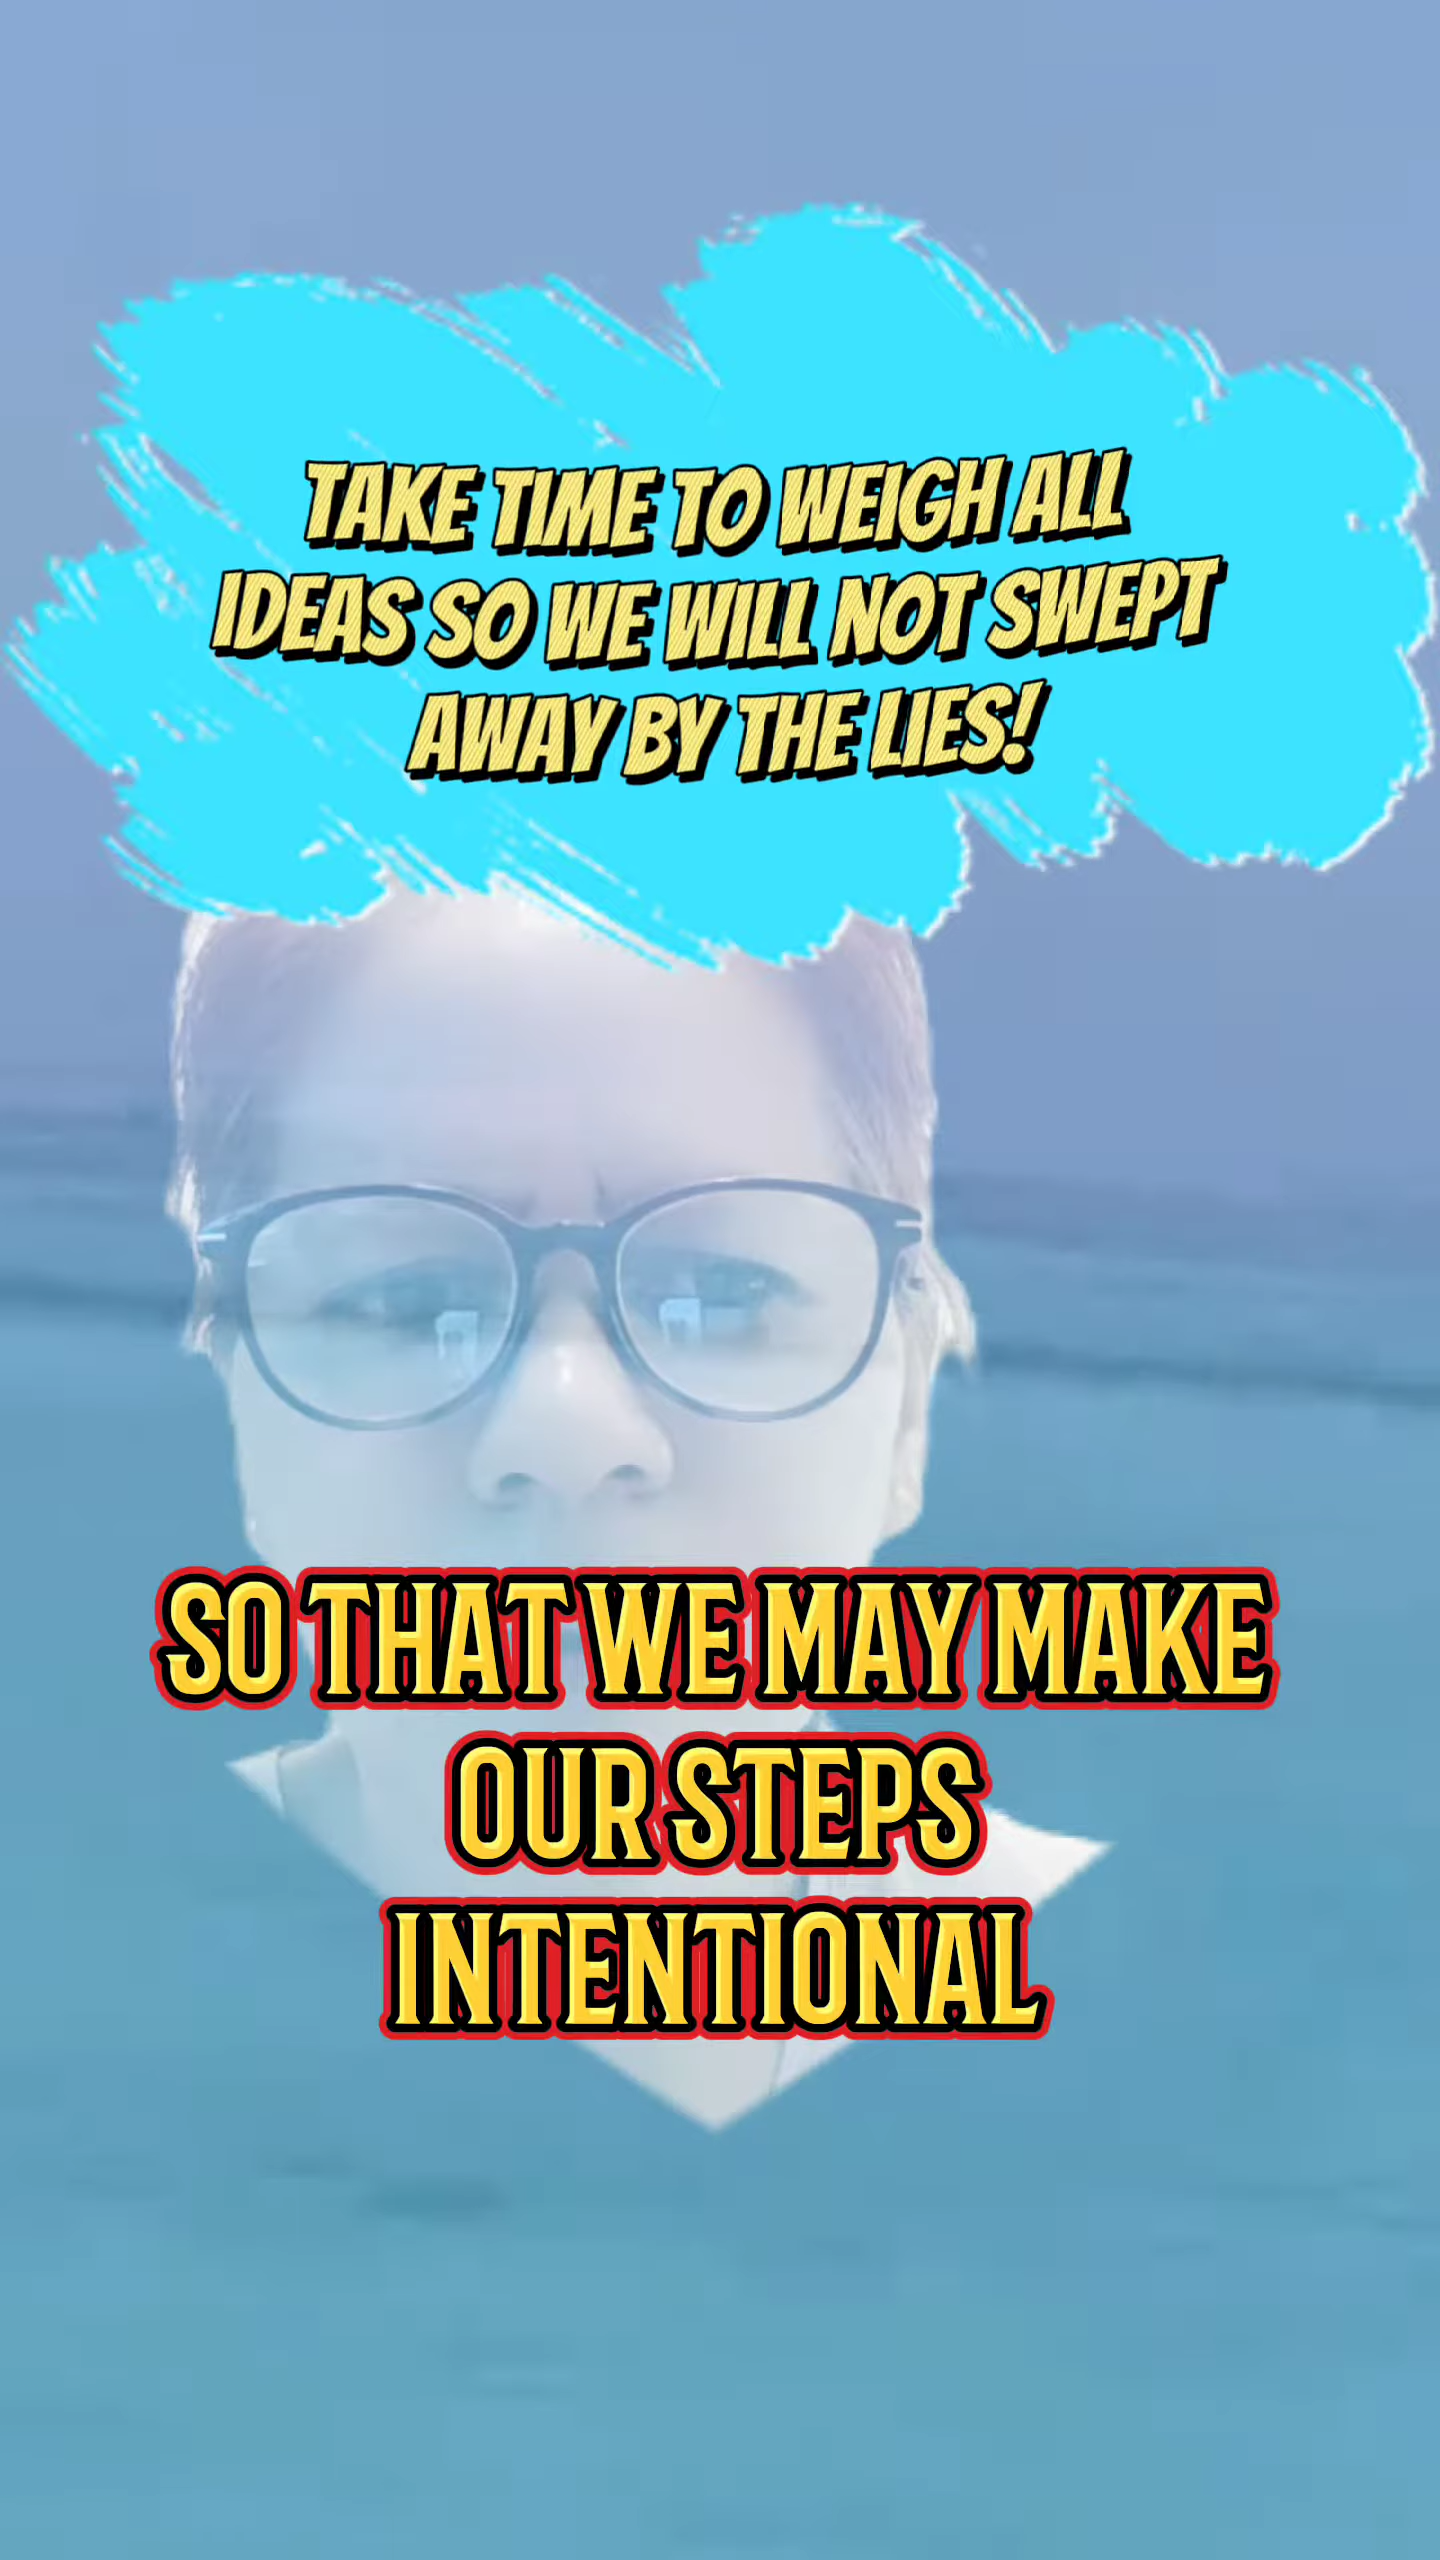 TAKE TIME TO WEIGH ALL
IDEAS SO WE WILL NOT SWEPT
AWAY BY THE LIES!
SO THAT WE MAY MAKE
OUR STEPS
INTENTIONAL